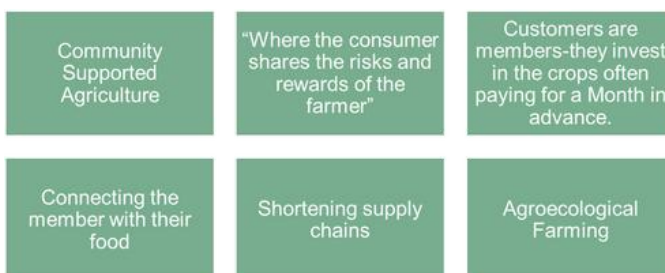 Community
Supported
Agriculture
“Where the consumer
shares the risks and
rewards of the
farmer”
Customers are
members-they invest
in the crops often
paying for a Month in
advance.
Connecting the
member with their
food
Shortening supply
chains
Agroecological
Farming